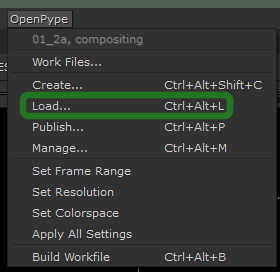 OpenPype
01_2a, compositing
Work Files...
Create... Ctrl+Alt+Shift+C
Load... Ctrl+Alt+L
Publish... Ctrl+Alt+P
Manage... Ctrl+Alt+M
Set Frame Range
Set Resolution
Set Colorspace
Apply All Settings
Build Workfile Ctrl+Alt+B